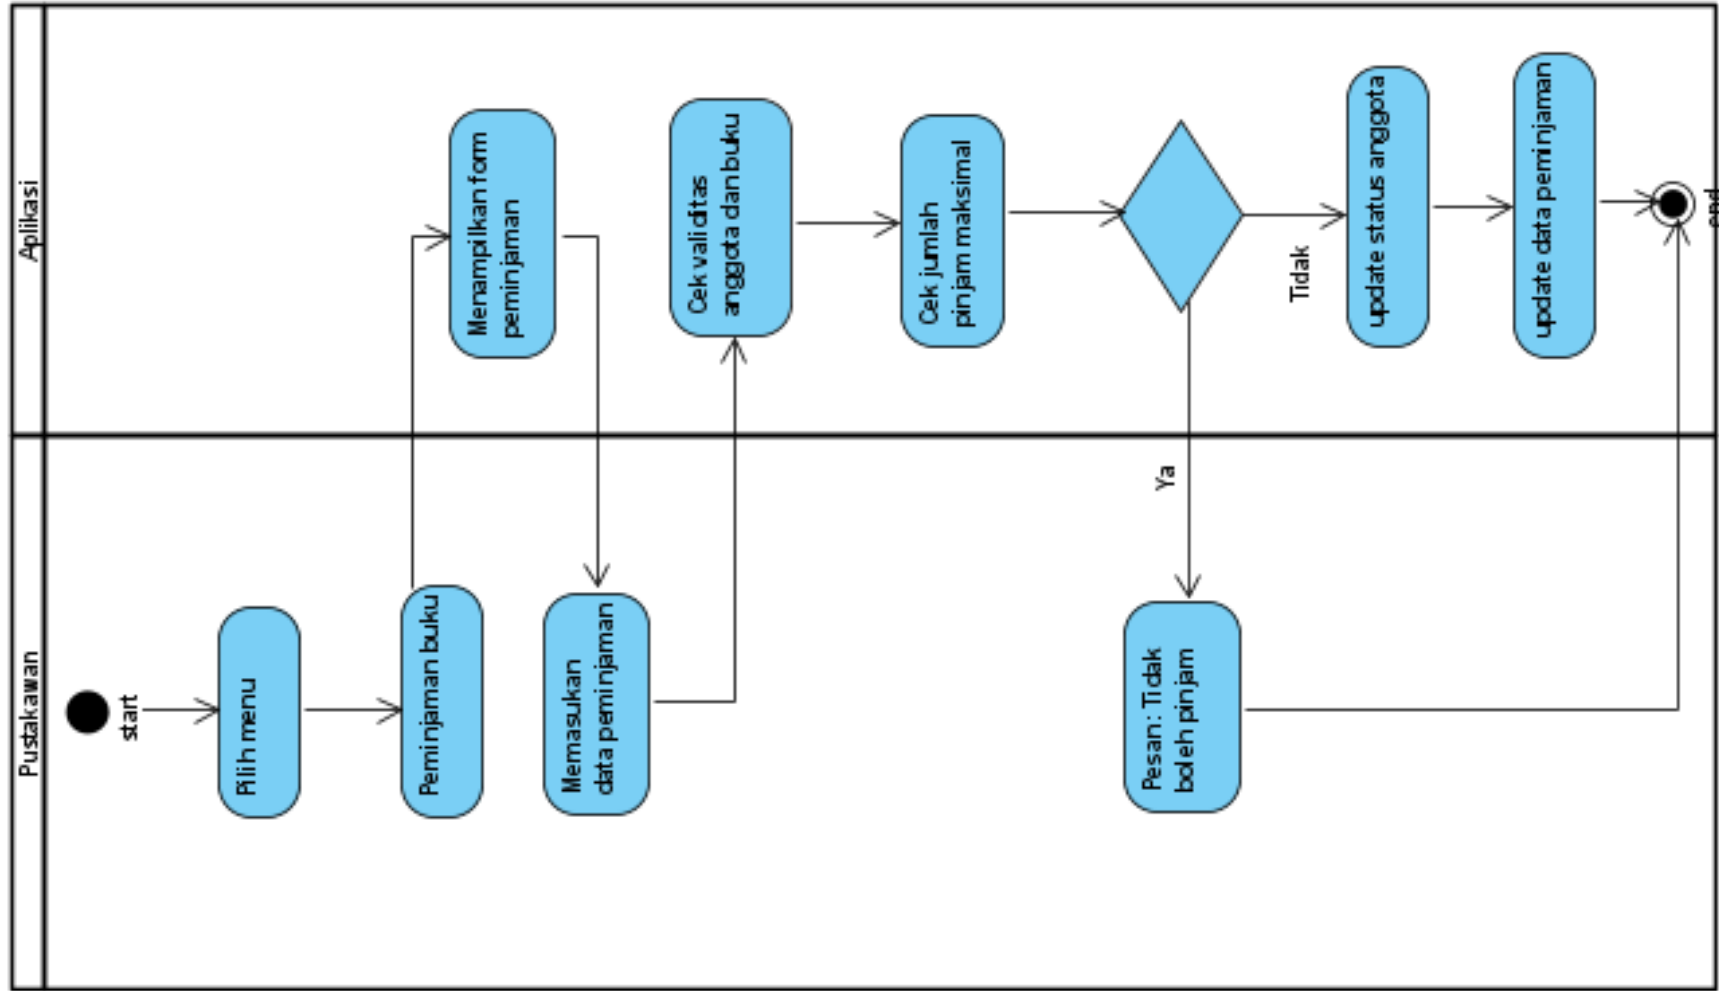 Pustakawan
Aplikasi
start
Pilih menu
Peminjaman buku
Menampilkan form
peminjaman
Memasukan
data peminjaman
Cek validitas
anggota dan buku
Cek jumlah
pinjam maksimal
Ya
Pesan: Tidak
boleh pinjam
Tidak
update status anggota
update data peminjaman
end